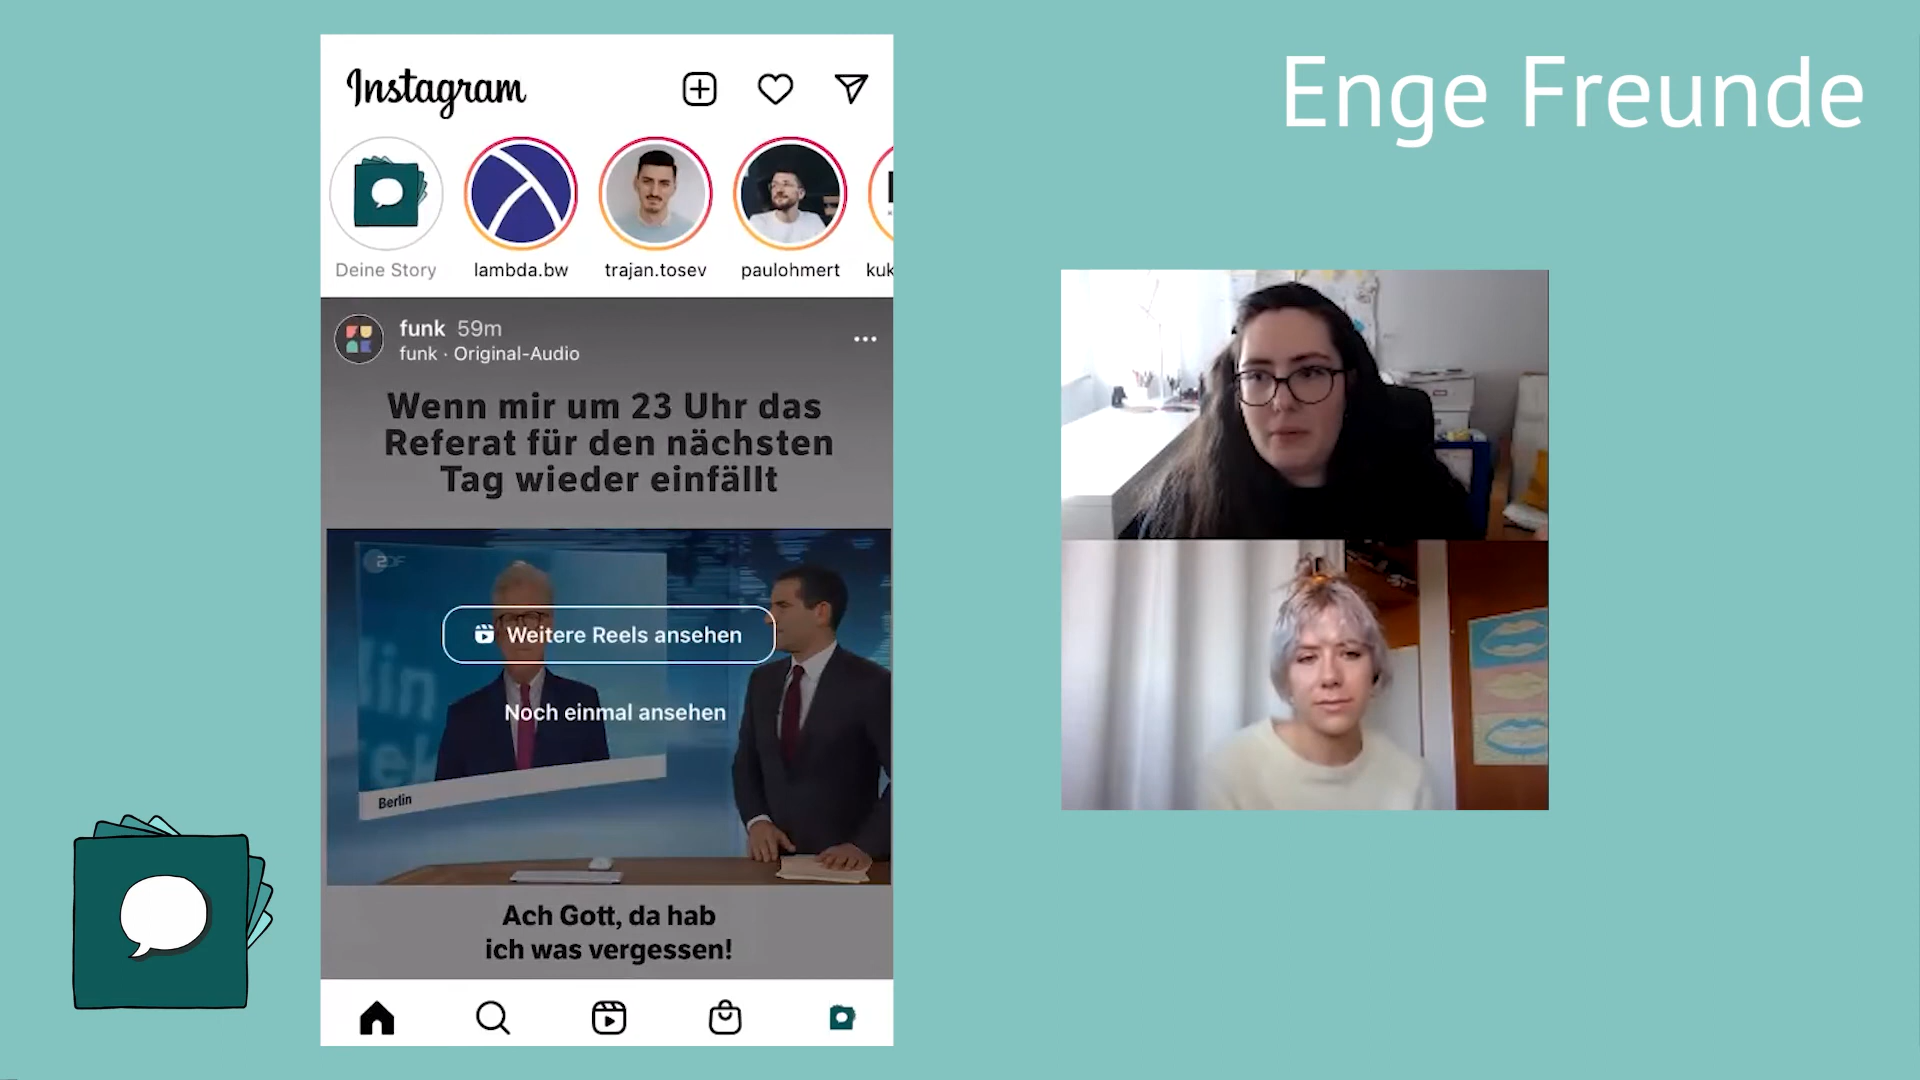 Enge Freunde
Instagram
Deine Story
lambda.bw
trajan.tosev
paulohmert
kuk
funk 59m
funk · Original-Audio
Wenn mir um 23 Uhr das
Referat für den nächsten
Tag wieder einfällt
ZDF
Weitere Reels ansehen
Noch einmal ansehen
Berlin
Ach Gott, da hab
ich was vergessen!